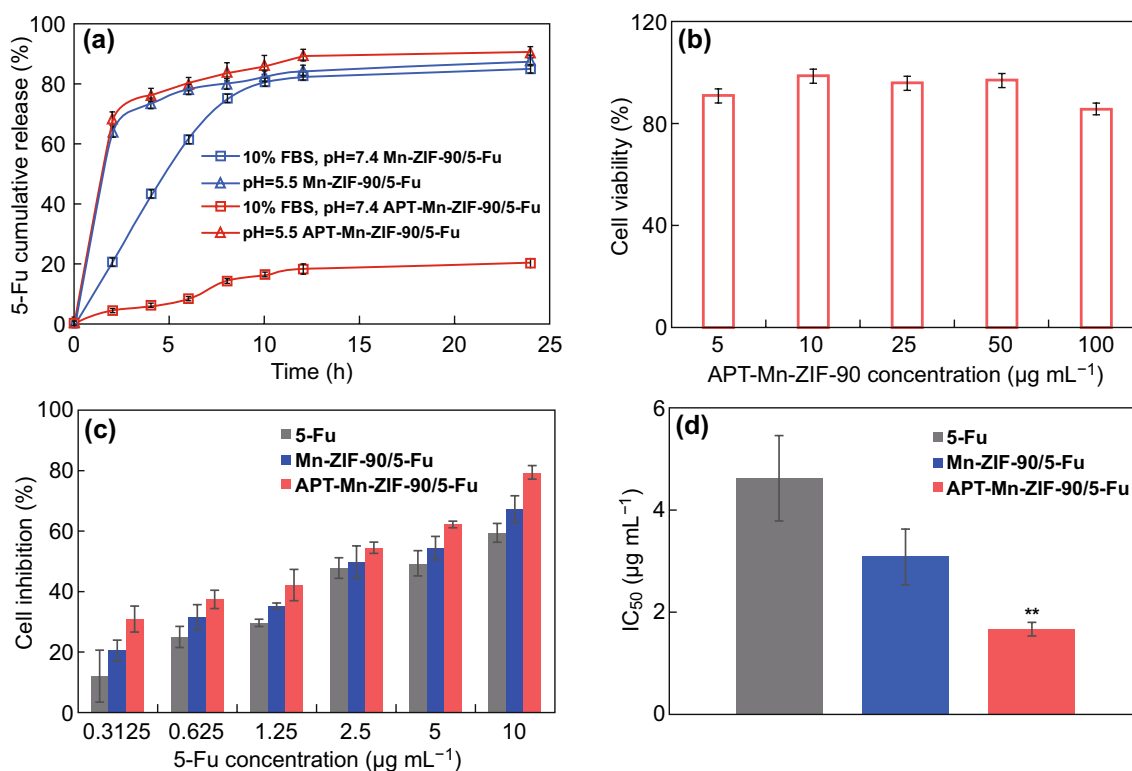 (a)
100
80
60
40
20
0
5-Fu cumulative release (%)
10% FBS, pH=7.4 Mn-ZIF-90/5-Fu
pH=5.5 Mn-ZIF-90/5-Fu
10% FBS, pH=7.4 APT-Mn-ZIF-90/5-Fu
pH=5.5 APT-Mn-ZIF-90/5-Fu
0 5 10 15 20 25
Time (h)
(b)
120
80
40
0
Cell viability (%)
5 10 25 50 100
APT-Mn-ZIF-90 concentration (µg mL⁻¹)
(c)
100
80
60
40
20
0
Cell inhibition (%)
5-Fu
Mn-ZIF-90/5-Fu
APT-Mn-ZIF-90/5-Fu
0.3125 0.625 1.25 2.5 5 10
5-Fu concentration (µg mL⁻¹)
(d)
6
4
2
0
IC₅₀ (µg mL⁻¹)
5-Fu
Mn-ZIF-90/5-Fu
APT-Mn-ZIF-90/5-Fu
**